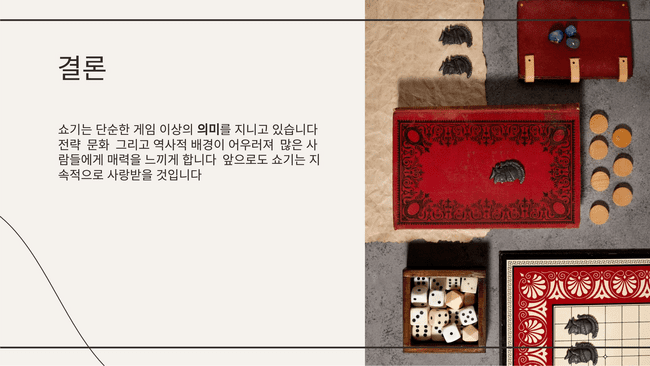 결론
쇼기는 단순한 게임 이상의 의미를 지니고 있습니다
전략 문화 그리고 역사적 배경이 어우러져 많은 사
람들에게 매력을 느끼게 합니다 앞으로도 쇼기는 지
속적으로 사랑받을 것입니다